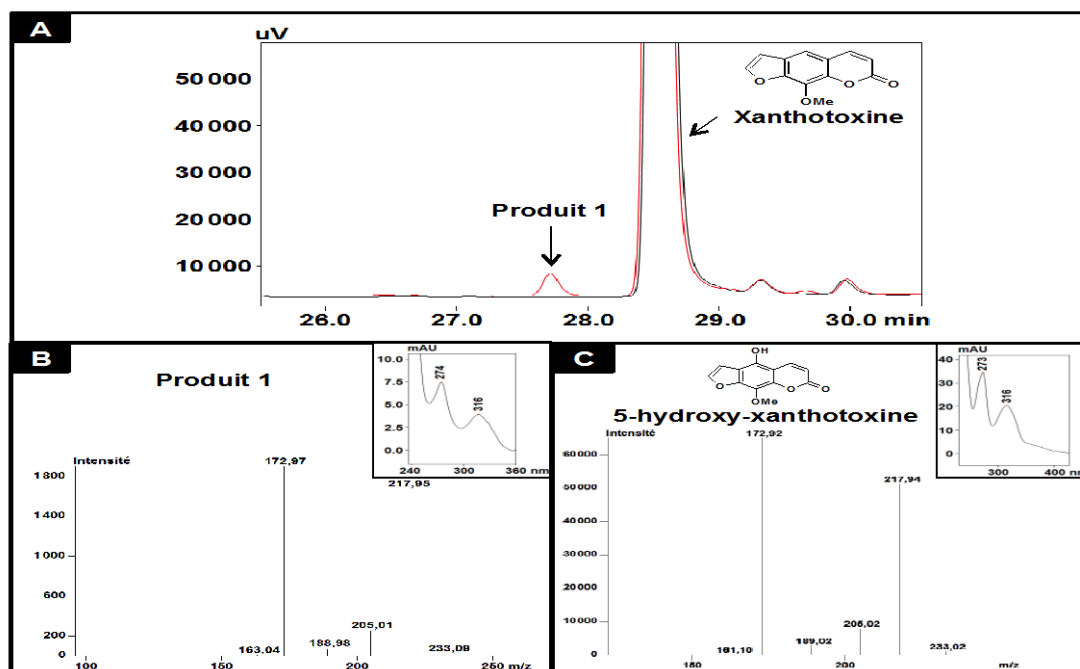 A
uV
50 000
40 000
30 000
20 000
10 000
O
O
O
OMe
Xanthotoxine
Produit 1
26.0 27.0 28.0 29.0 30.0 min
B
Produit 1
mAU
10.0
7.5
5.0
2.5
0.0
274
316
240 300 360 nm
Intensité
1 800
1 400
1 000
600
200
0
172,97
217,95
163,04
188,98
205,01
233,09
100 150 200 250 m/z
C
OH
O
O
O
OMe
5-hydroxy-xanthotoxine
mAU
40
30
20
10
0
273
316
300 400 nm
Intensité
60000
50000
40000
30000
20000
10000
0
172,92
217,94
161,10
189,02
205,02
233,02
180 200 m/z